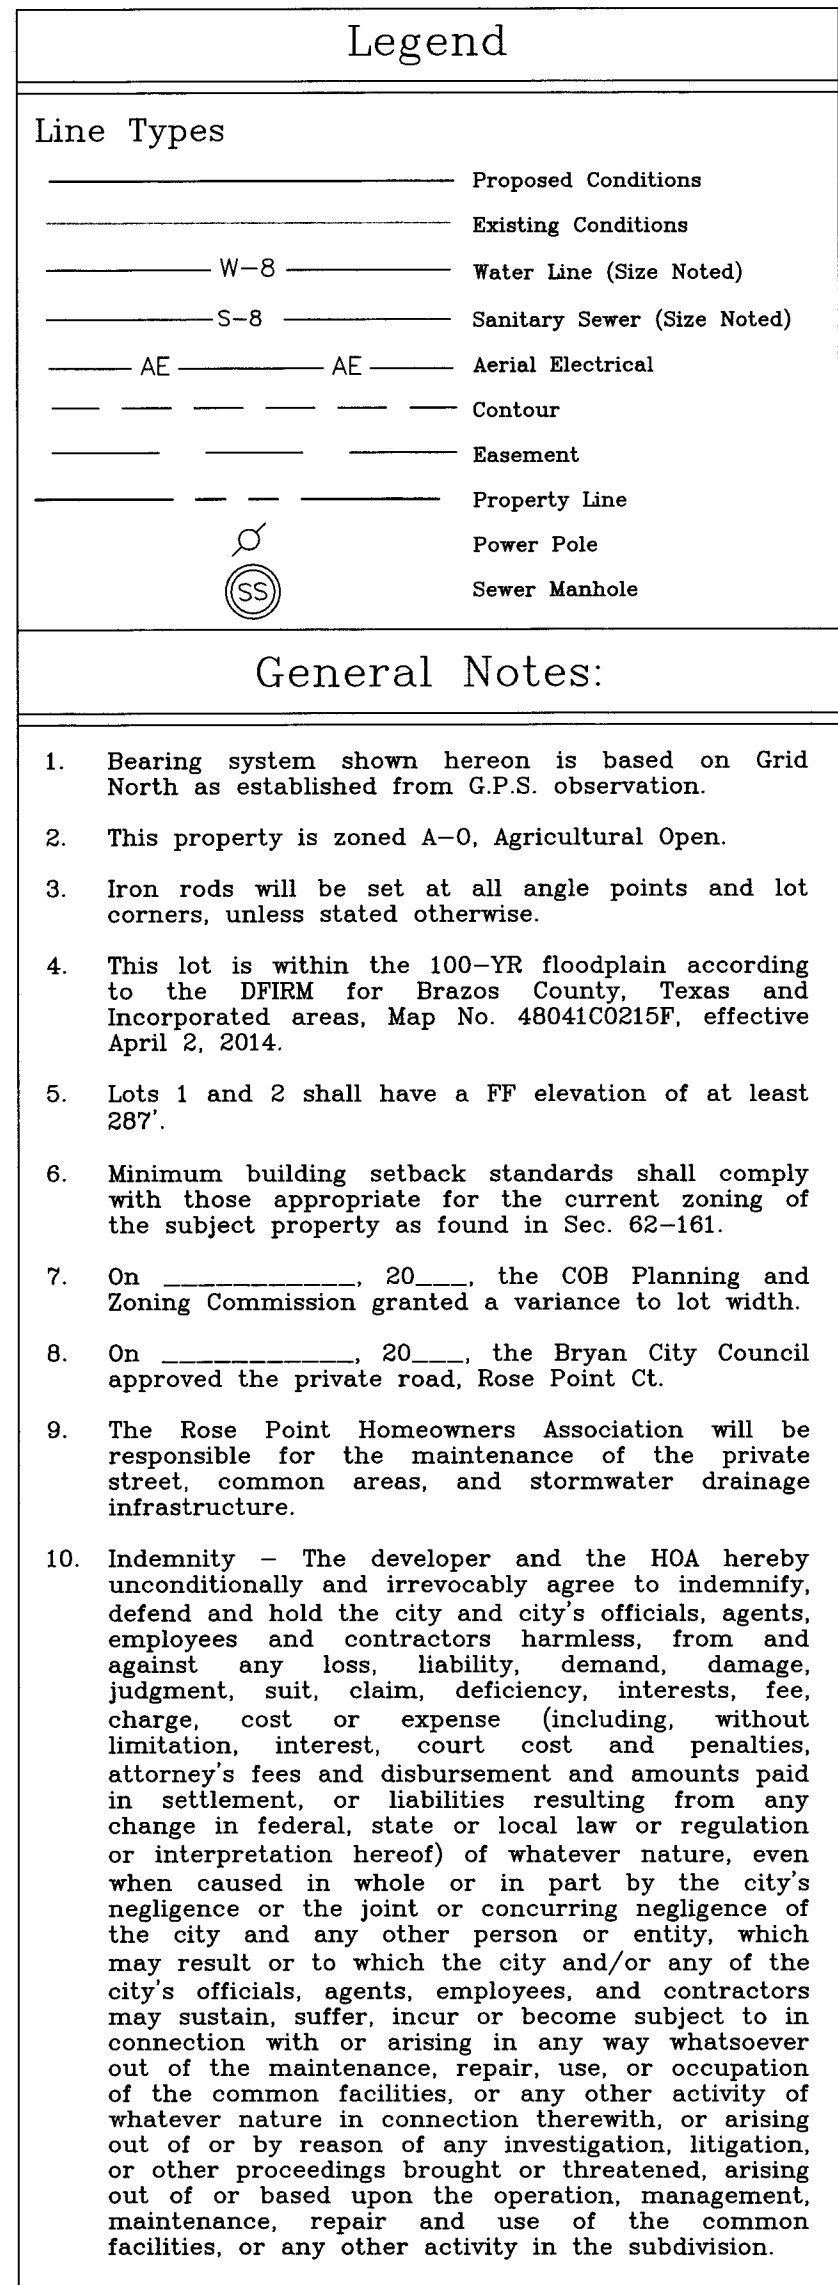 Legend
Line Types
Proposed Conditions
Existing Conditions
W-8 Water Line (Size Noted)
S-8 Sanitary Sewer (Size Noted)
AE AE Aerial Electrical
Contour
Easement
Property Line
Power Pole
SS Sewer Manhole
General Notes:
1. Bearing system shown hereon is based on Grid
North as established from G.P.S. observation.
2. This property is zoned A-O, Agricultural Open.
3. Iron rods will be set at all angle points and lot
corners, unless stated otherwise.
4. This lot is within the 100-YR floodplain according
to the DFIRM for Brazos County, Texas and
Incorporated areas, Map No. 48041C0215F, effective
April 2, 2014.
5. Lots 1 and 2 shall have a FF elevation of at least
287'.
6. Minimum building setback standards shall comply
with those appropriate for the current zoning of
the subject property as found in Sec. 62-161.
7. On ____________, 20___, the COB Planning and
Zoning Commission granted a variance to lot width.
8. On ____________, 20___, the Bryan City Council
approved the private road, Rose Point Ct.
9. The Rose Point Homeowners Association will be
responsible for the maintenance of the private
street, common areas, and stormwater drainage
infrastructure.
10. Indemnity – The developer and the HOA hereby
unconditionally and irrevocably agree to indemnify,
defend and hold the city and city's officials, agents,
employees and contractors harmless, from and
against any loss, liability, demand, damage,
judgment, suit, claim, deficiency, interests, fee,
charge, cost or expense (including, without
limitation, interest, court cost and penalties,
attorney's fees and disbursement and amounts paid
in settlement, or liabilities resulting from any
change in federal, state or local law or regulation
or interpretation hereof) of whatever nature, even
when caused in whole or in part by the city's
negligence or the joint or concurring negligence of
the city and any other person or entity, which
may result or to which the city and/or any of the
city's officials, agents, employees, and contractors
may sustain, suffer, incur or become subject to in
connection with or arising in any way whatsoever
out of the maintenance, repair, use, or occupation
of the common facilities, or any other activity of
whatever nature in connection therewith, or arising
out of or by reason of any investigation, litigation,
or other proceedings brought or threatened, arising
out of or based upon the operation, management,
maintenance, repair and use of the common
facilities, or any other activity in the subdivision.